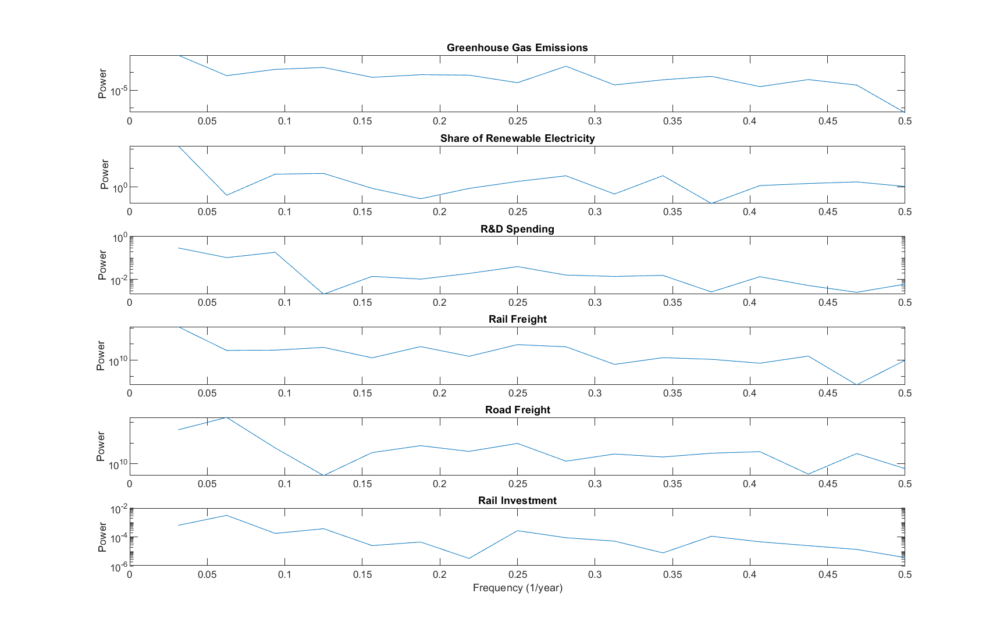 Greenhouse Gas Emissions
Power
10-5
0 0.05 0.1 0.15 0.2 0.25 0.3 0.35 0.4 0.45 0.5
Share of Renewable Electricity
Power
100
0 0.05 0.1 0.15 0.2 0.25 0.3 0.35 0.4 0.45 0.5
R&D Spending
100
Power
10-2
0 0.05 0.1 0.15 0.2 0.25 0.3 0.35 0.4 0.45 0.5
Rail Freight
Power
1010
0 0.05 0.1 0.15 0.2 0.25 0.3 0.35 0.4 0.45 0.5
Road Freight
Power
1010
0 0.05 0.1 0.15 0.2 0.25 0.3 0.35 0.4 0.45 0.5
Rail Investment
10-2
Power
10-4
10-6
0 0.05 0.1 0.15 0.2 0.25 0.3 0.35 0.4 0.45 0.5
Frequency (1/year)